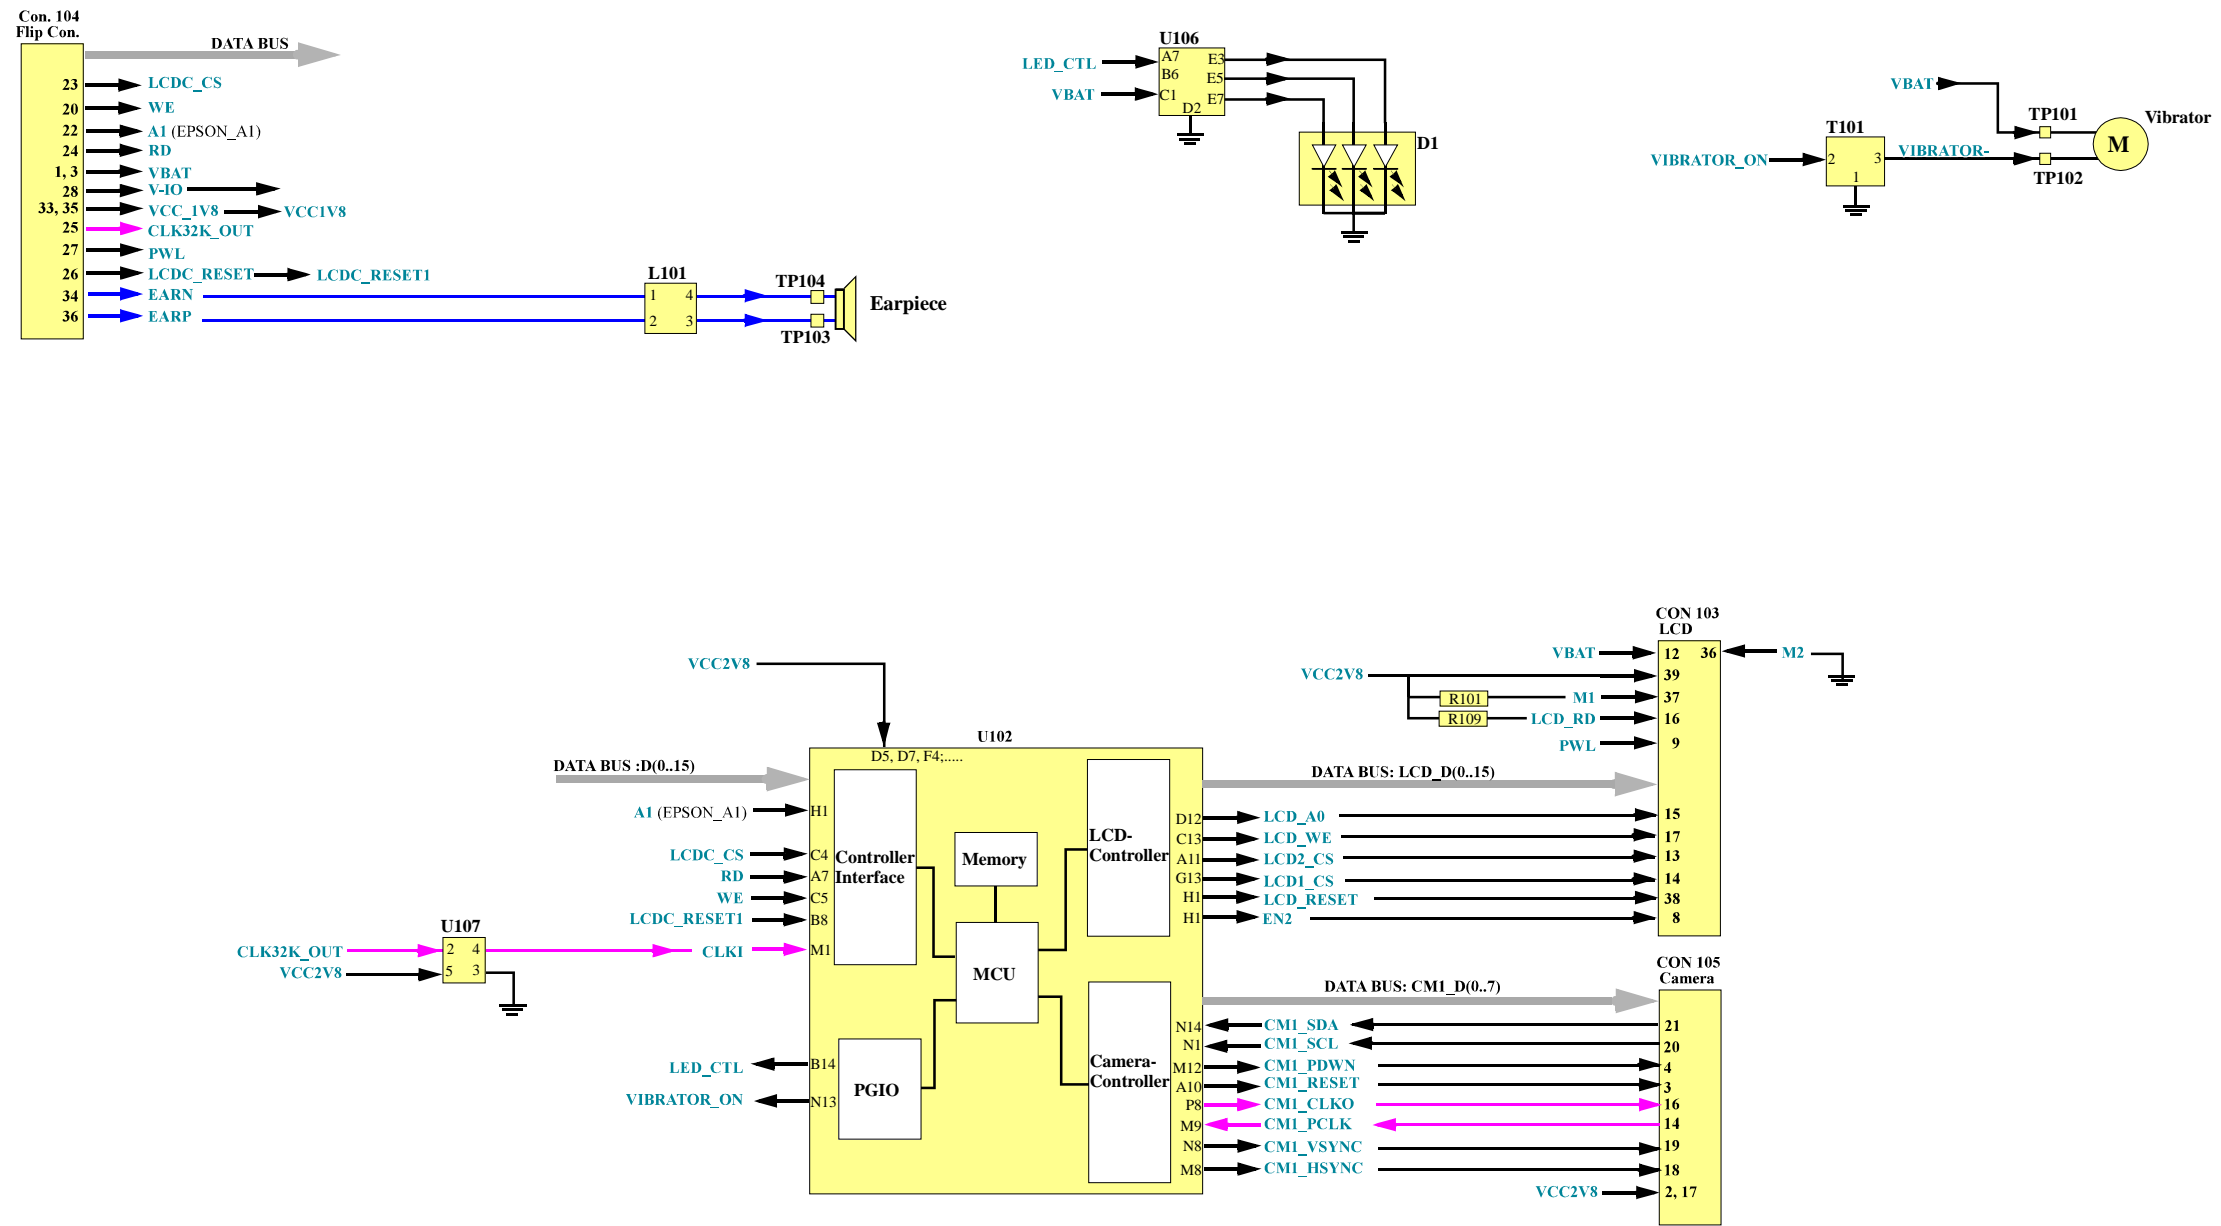 Con. 104
Flip Con.
DATA BUS
23 LCDC_CS
20 WE
22 A1 (EPSON_A1)
24 RD
1, 3 VBAT
28 V-IO
33, 35 VCC_1V8 VCC1V8
25 CLK32K_OUT
27 PWL
26 LCDC_RESET LCDC_RESET1
34 EARN
36 EARP
L101
1 4
2 3
TP104
TP103
Earpiece
U106
LED_CTL A7 E3
B6 E5
VBAT C1 E7
D2
D1
VBAT
TP101
Vibrator
T101
M
VIBRATOR_ON 2 3 VIBRATOR-
1
TP102
CON 103
LCD
VBAT 12 36 M2
VCC2V8 39
R101 M1 37
R109 LCD_RD 16
PWL 9
DATA BUS: LCD_D(0..15)
VCC2V8
U102
D5, D7, F4;.....
DATA BUS :D(0..15)
A1 (EPSON_A1) H1
LCDC_CS C4
RD A7
WE C5
LCDC_RESET1 B8
CLKI M1
Controller
Interface
Memory
MCU
LCD-
Controller
D12 LCD_A0 15
C13 LCD_WE 17
A11 LCD2_CS 13
G13 LCD1_CS 14
H1 LCD_RESET 38
H1 EN2 8
U107
CLK32K_OUT 2 4
VCC2V8 5 3
CON 105
Camera
DATA BUS: CM1_D(0..7)
N14 CM1_SDA 21
N1 CM1_SCL 20
M12 CM1_PDWN 4
A10 CM1_RESET 3
P8 CM1_CLKO 16
M9 CM1_PCLK 14
N8 CM1_VSYNC 19
M8 CM1_HSYNC 18
VCC2V8 2, 17
Camera-
Controller
LED_CTL B14
VIBRATOR_ON N13
PGIO